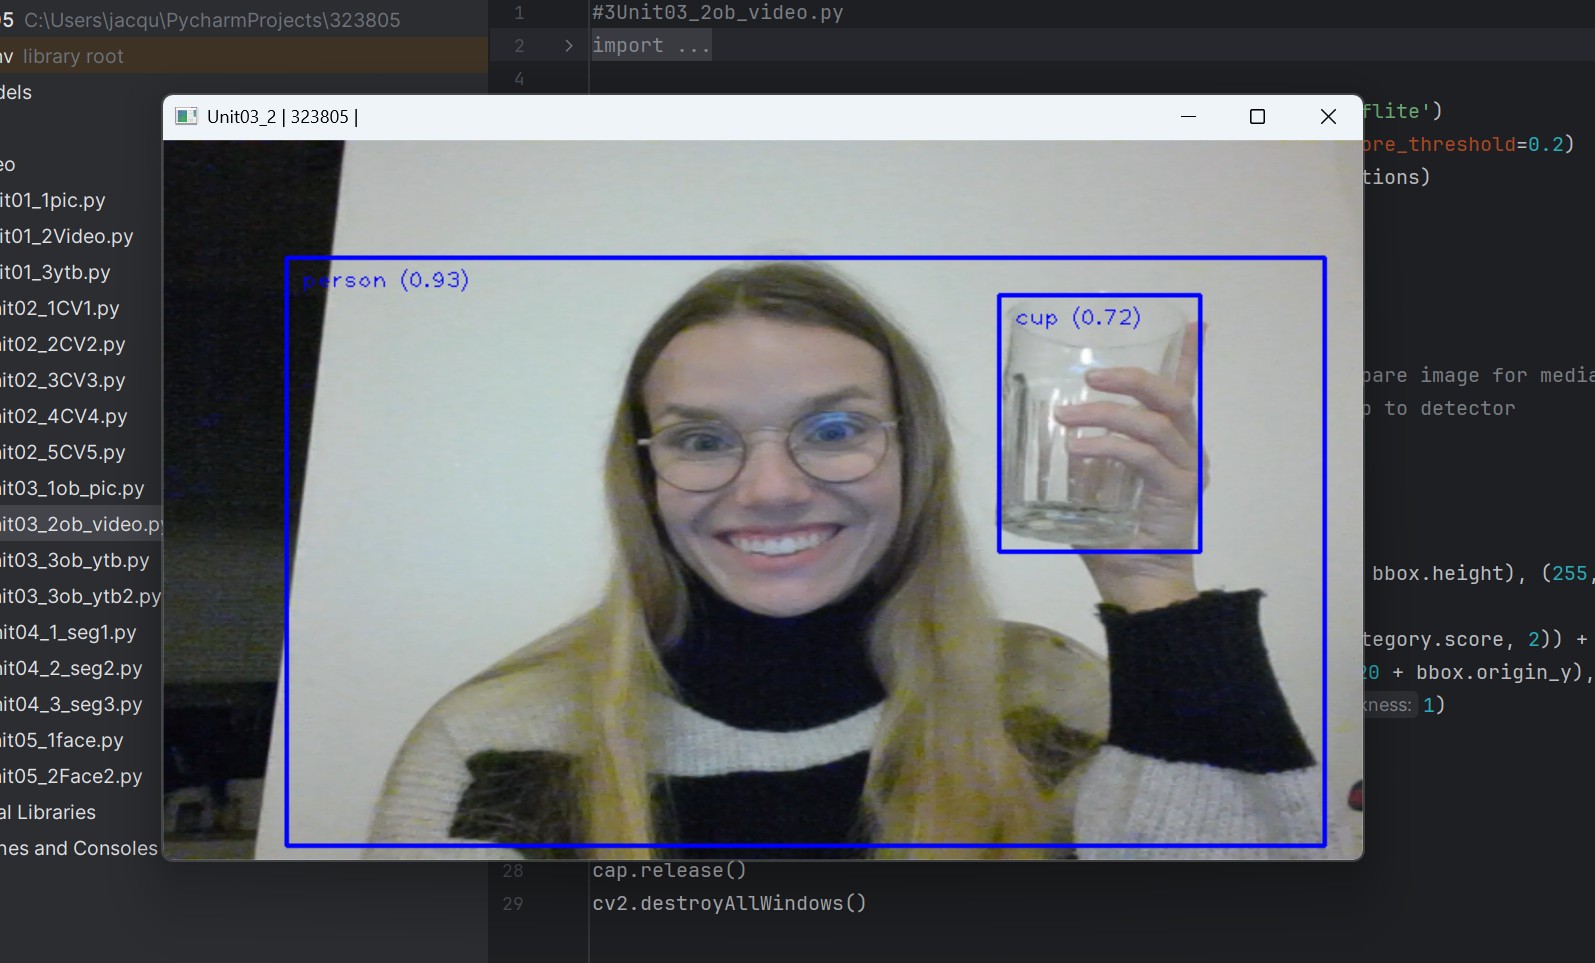 5 C:\Users\jacqu\PycharmProjects\323805
v library root
dels
eo
it01_1pic.py
it01_2Video.py
it01_3ytb.py
it02_1CV1.py
it02_2CV2.py
it02_3CV3.py
it02_4CV4.py
it02_5CV5.py
it03_1ob_pic.py
it03_2ob_video.py
it03_3ob_ytb.py
it03_3ob_ytb2.py
it04_1_seg1.py
it04_2_seg2.py
it04_3_seg3.py
it05_1face.py
it05_2Face2.py
al Libraries
hes and Consoles
1 #3Unit03_2ob_video.py
2 import ...
4
Unit03_2 | 323805 |
person (0.93)
cup (0.72)
flite')
ore_threshold=0.2)
tions)
pare image for media
p to detector
bbox.height), (255,
tegory.score, 2)) +
20 + bbox.origin_y),
kness: 1)
28 cap.release()
29 cv2.destroyAllWindows()